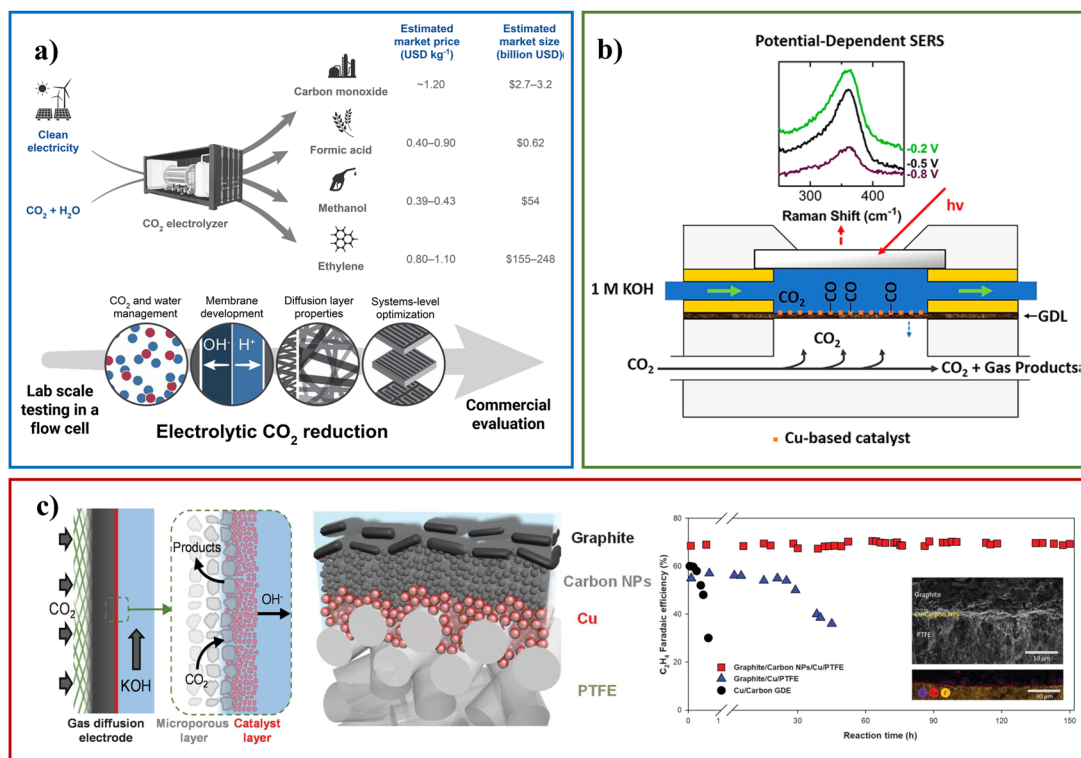 a)
Estimated market price (USD kg⁻¹)
Estimated market size (billion USD)
Clean electricity
CO₂ + H₂O
CO₂ electrolyzer
Carbon monoxide
~1.20
$2.7–3.2
Formic acid
0.40–0.90
$0.62
Methanol
0.39–0.43
$54
Ethylene
0.80–1.10
$155–248
CO₂ and water management
Membrane development
Diffusion layer properties
Systems-level optimization
OH⁻
H⁺
Lab scale testing in a flow cell
Electrolytic CO₂ reduction
Commercial evaluation
b)
Potential-Dependent SERS
-0.2 V
-0.5 V
-0.8 V
300
400
Raman Shift (cm⁻¹)
hν
1 M KOH
CO₂
CO
CO
CO
GDL
CO₂
CO₂
CO₂ + Gas Products
Cu-based catalyst
c)
CO₂
KOH
Products
CO₂
OH⁻
Gas diffusion electrode
Microporous layer
Catalyst layer
Graphite
Carbon NPs
Cu
PTFE
C₂H₄ Faradaic efficiency (%)
80
60
40
20
0
0
1
30
60
90
120
150
Reaction time (h)
Graphite/Carbon NPs/Cu/PTFE
Graphite/Cu/PTFE
Cu/Carbon GDE
Graphite
Cu/Carbon NPs
PTFE
10 µm
20 µm